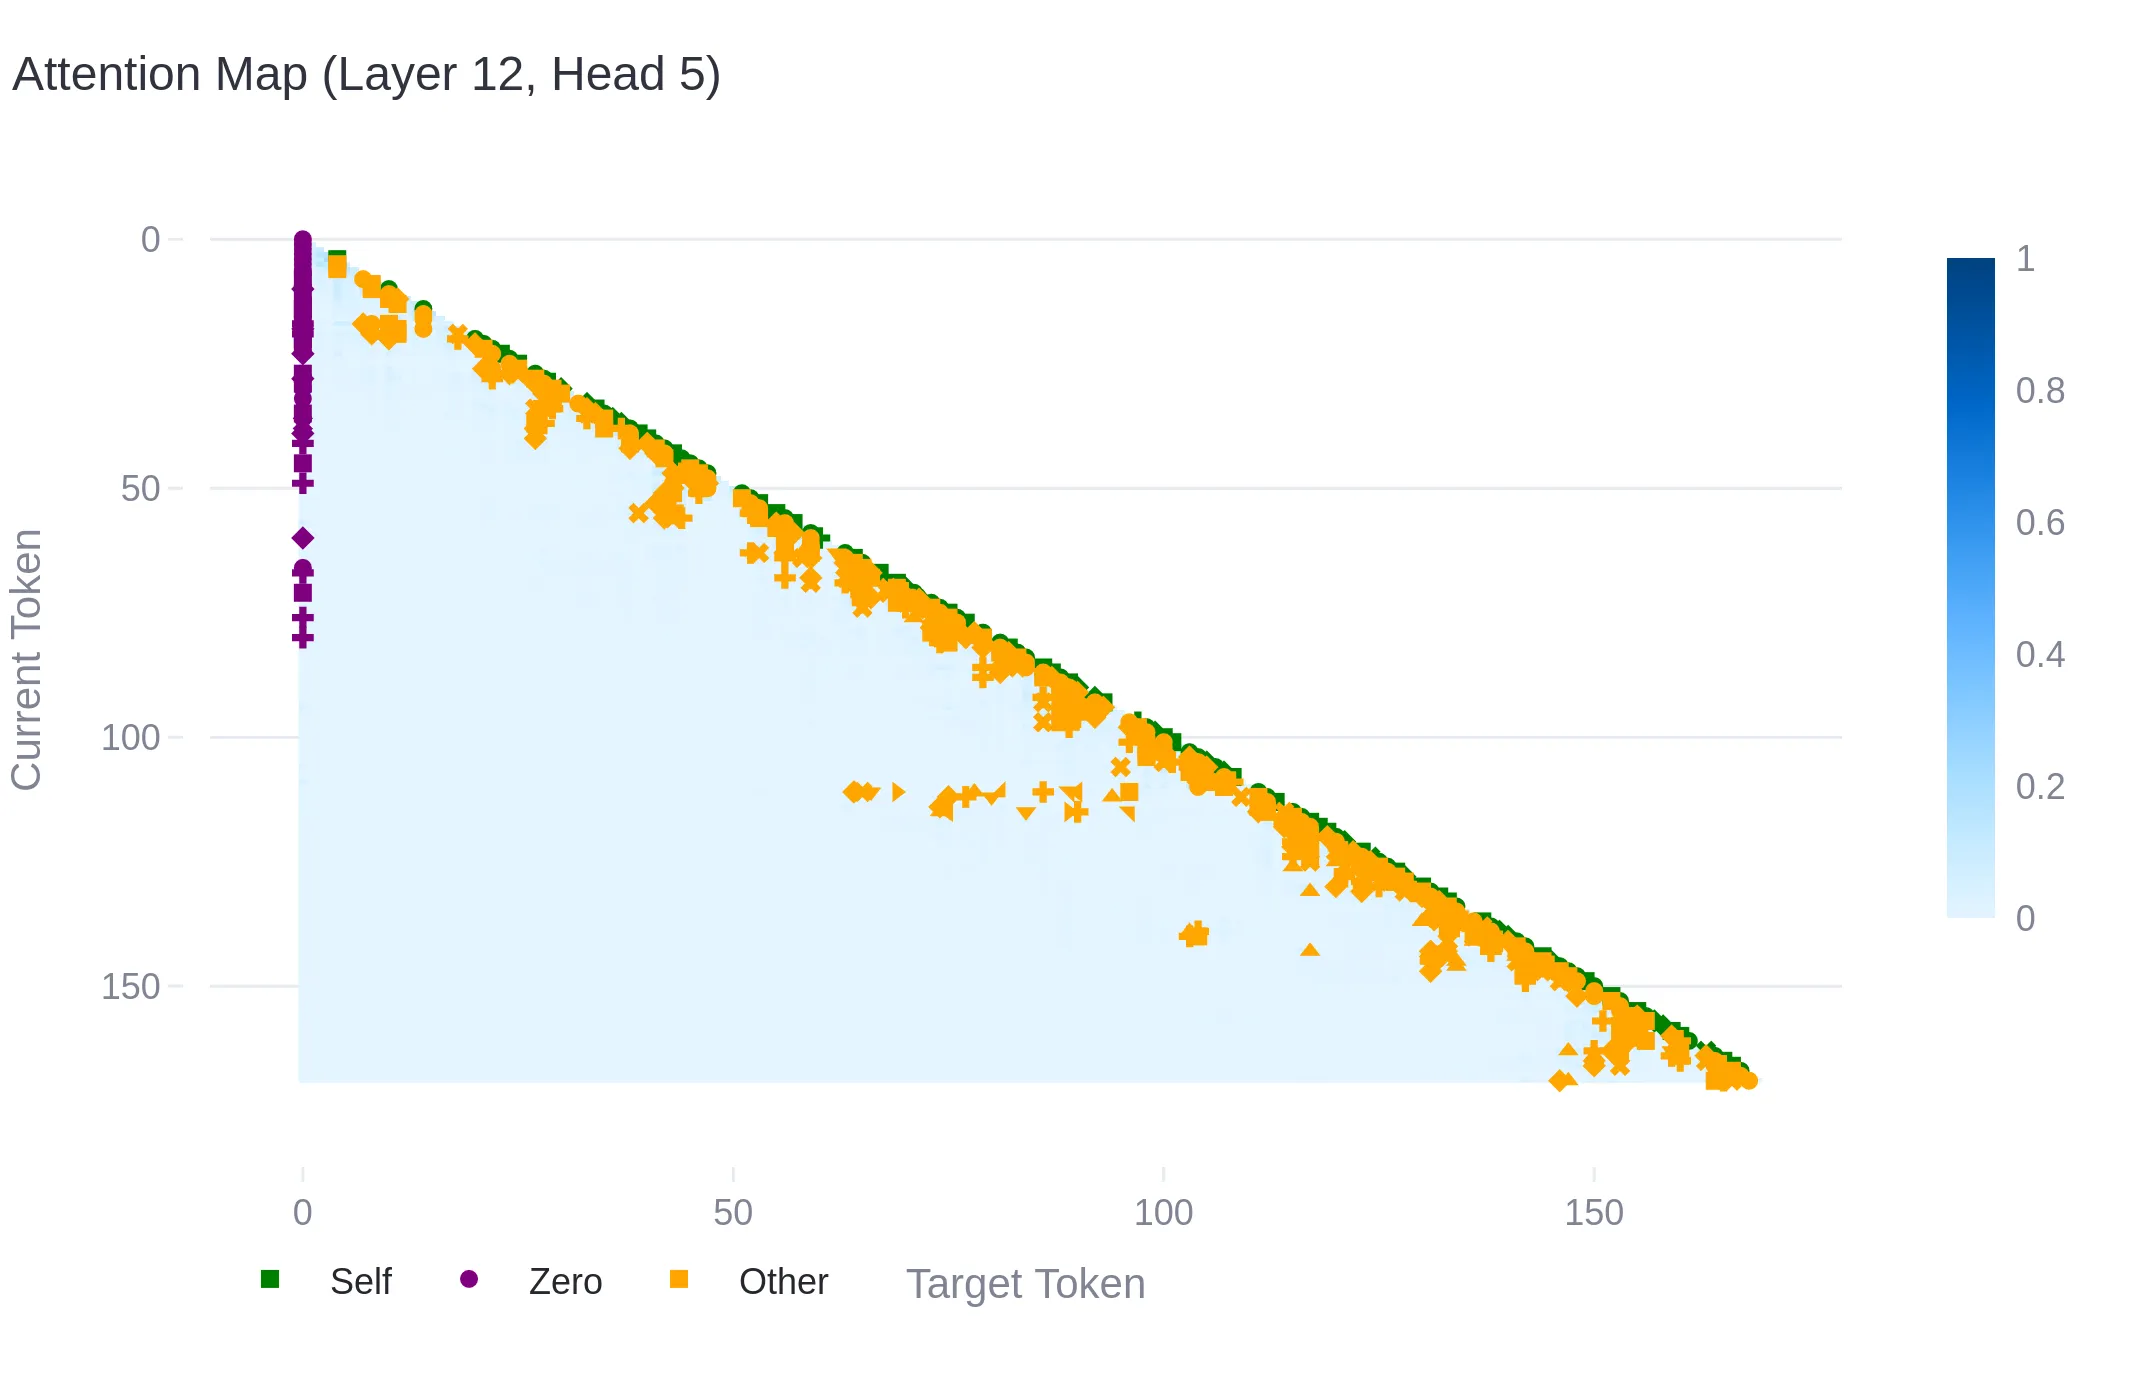 Attention Map (Layer 12, Head 5)
0
50
100
150
Current Token
1
0.8
0.6
0.4
0.2
0
0 50 100 150
Self Zero Other Target Token